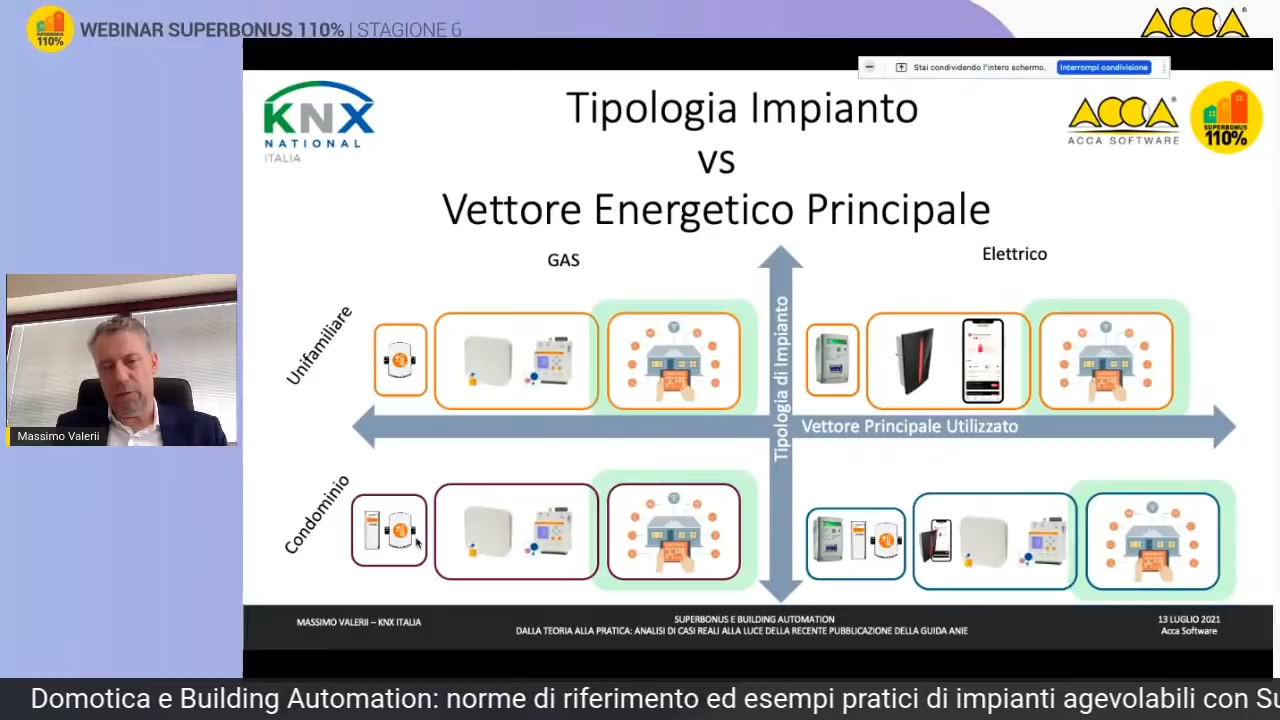 SUPERBONUS
110%
WEBINAR SUPERBONUS 110% | STAGIONE 6
ACCA
Stai condividendo l'intero schermo.
Interrompi condivisione
KNX
NATIONAL
ITALIA
Tipologia Impianto
vs
Vettore Energetico Principale
ACCA
ACCA SOFTWARE
SUPERBONUS
110%
GAS
Elettrico
Unifamiliare
Tipologia di Impianto
Vettore Principale Utilizzato
Condominio
Massimo Valerii
MASSIMO VALERII – KNX ITALIA
SUPERBONUS E BUILDING AUTOMATION
DALLA TEORIA ALLA PRATICA: ANALISI DI CASI REALI ALLA LUCE DELLA RECENTE PUBBLICAZIONE DELLA GUIDA ANIE
13 LUGLIO 2021
Acca Software
Domotica e Building Automation: norme di riferimento ed esempi pratici di impianti agevolabili con Su